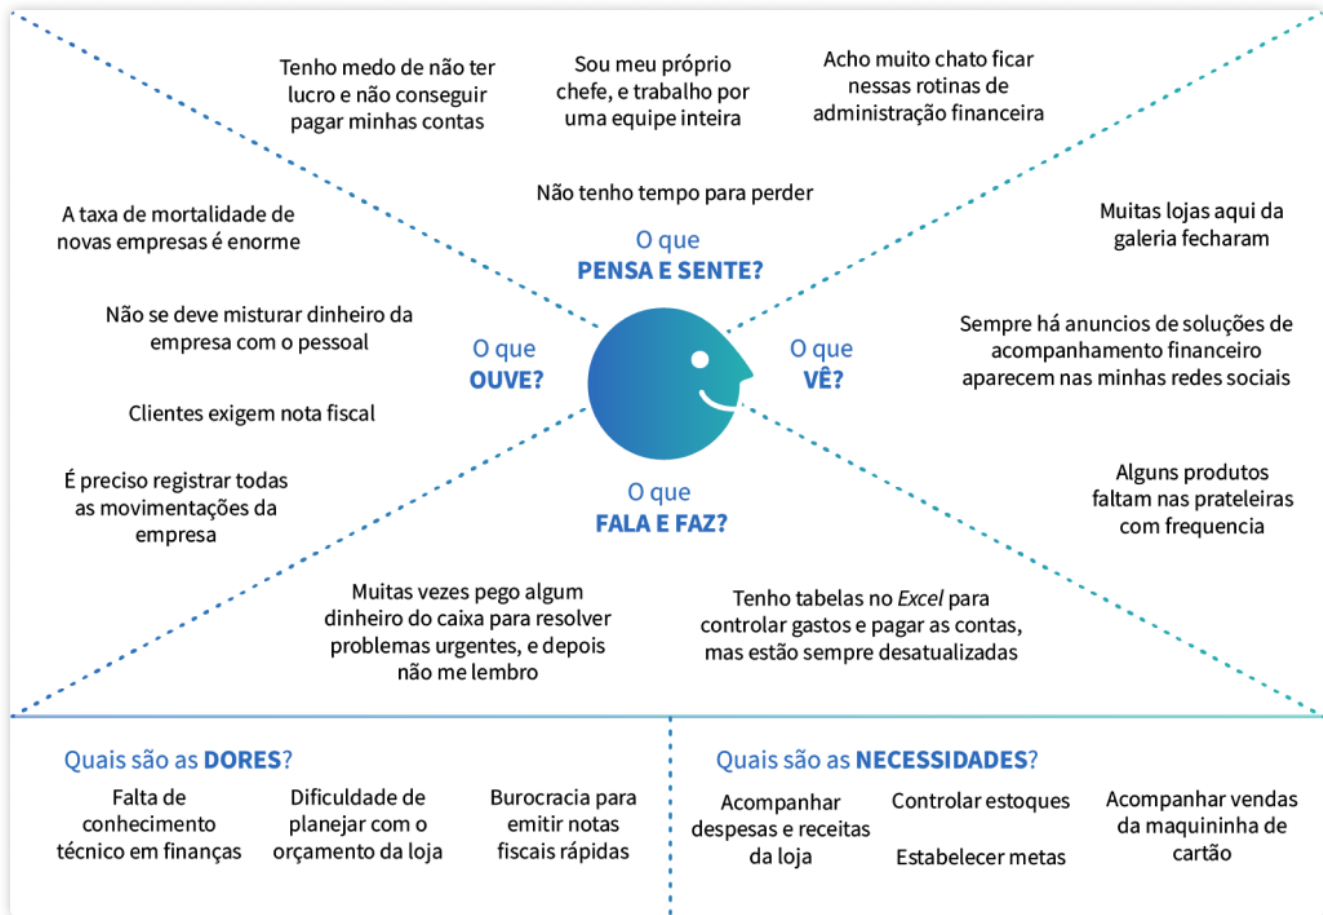 Tenho medo de não ter
lucro e não conseguir
pagar minhas contas
Sou meu próprio
chefe, e trabalho por
uma equipe inteira
Acho muito chato ficar
nessas rotinas de
administração financeira
Não tenho tempo para perder
O que
PENSA E SENTE?
A taxa de mortalidade de
novas empresas é enorme
Não se deve misturar dinheiro da
empresa com o pessoal
Clientes exigem nota fiscal
É preciso registrar todas
as movimentações da
empresa
O que
OUVE?
O que
VÊ?
Muitas lojas aqui da
galeria fecharam
Sempre há anuncios de soluções de
acompanhamento financeiro
aparecem nas minhas redes sociais
Alguns produtos
faltam nas prateleiras
com frequencia
O que
FALA E FAZ?
Muitas vezes pego algum
dinheiro do caixa para resolver
problemas urgentes, e depois
não me lembro
Tenho tabelas no Excel para
controlar gastos e pagar as contas,
mas estão sempre desatualizadas
Quais são as DORES?
Falta de
conhecimento
técnico em finanças
Dificuldade de
planejar com o
orçamento da loja
Burocracia para
emitir notas
fiscais rápidas
Quais são as NECESSIDADES?
Acompanhar
despesas e receitas
da loja
Controlar estoques
Estabelecer metas
Acompanhar vendas
da maquininha de
cartão